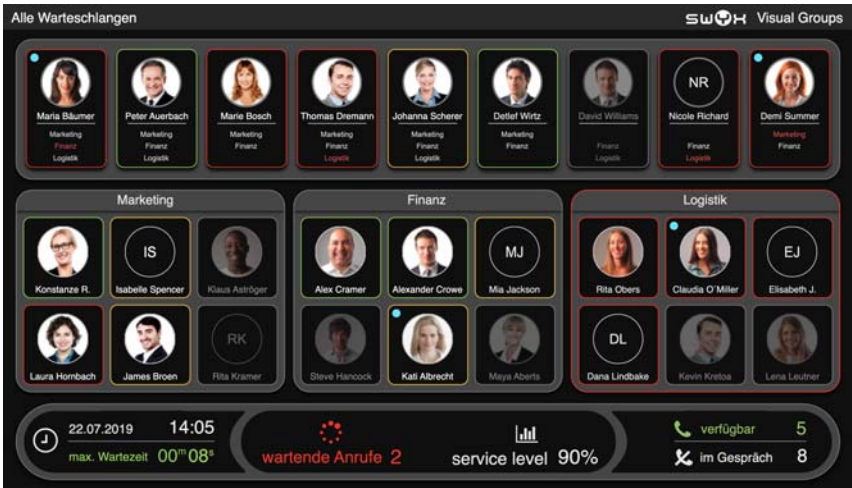 Alle Warteschlangen
swyx Visual Groups
Maria Bäumer
Marketing
Finanz
Logistik
Peter Auerbach
Marketing
Finanz
Logistik
Marie Bosch
Marketing
Finanz
Thomas Dremann
Marketing
Finanz
Logistik
Johanna Scherer
Marketing
Finanz
Logistik
Detlef Wirtz
Marketing
Finanz
David Williams
Finanz
Logistik
NR
Nicole Richard
Finanz
Logistik
Demi Summer
Marketing
Finanz
Marketing
Konstanze R.
IS
Isabelle Spencer
Klaus Aströger
Laura Hornbach
James Broen
RK
Rita Kramer
Finanz
Alex Cramer
Alexander Crowe
MJ
Mia Jackson
Steve Hancock
Kati Albrecht
Maya Aberts
Logistik
Rita Obers
Claudia O´Miller
EJ
Elisabeth J.
DL
Dana Lindbake
Kevin Kretoa
Lena Leutner
22.07.2019 14:05
max. Wartezeit 00m08s
wartende Anrufe 2
service level 90%
verfügbar 5
im Gespräch 8